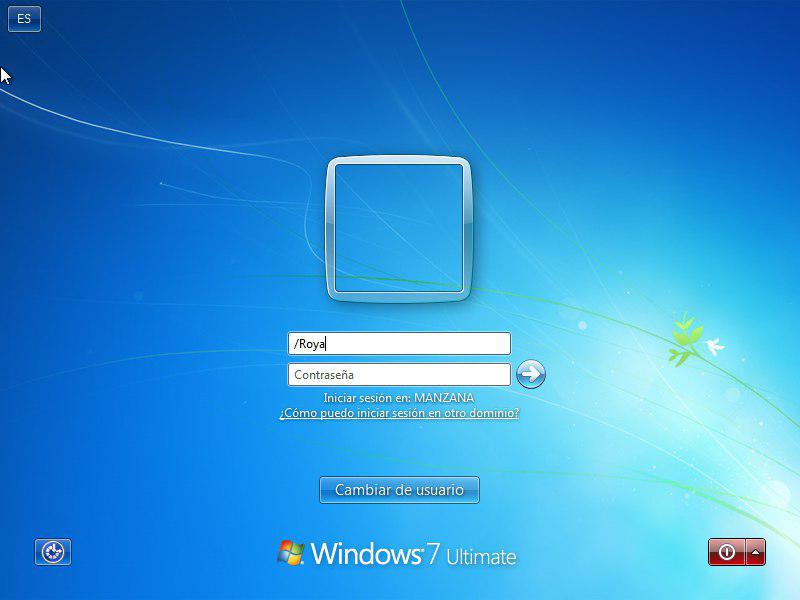 ES
/Roya
Contraseña
Iniciar sesión en: MANZANA
¿Cómo puedo iniciar sesión en otro dominio?
Cambiar de usuario
Windows 7 Ultimate